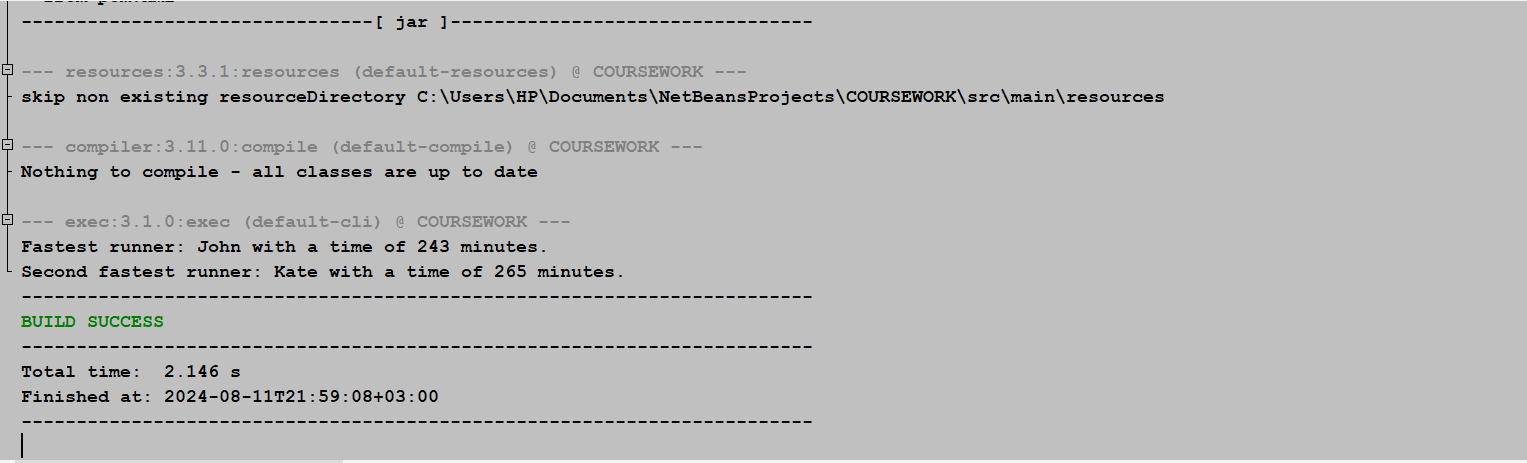 --------------------------------[ jar ]---------------------------------
--- resources:3.3.1:resources (default-resources) @ COURSEWORK ---
skip non existing resourceDirectory C:\Users\HP\Documents\NetBeansProjects\COURSEWORK\src\main\resources
--- compiler:3.11.0:compile (default-compile) @ COURSEWORK ---
Nothing to compile - all classes are up to date
--- exec:3.1.0:exec (default-cli) @ COURSEWORK ---
Fastest runner: John with a time of 243 minutes.
Second fastest runner: Kate with a time of 265 minutes.
------------------------------------------------------------------------
BUILD SUCCESS
------------------------------------------------------------------------
Total time:  2.146 s
Finished at: 2024-08-11T21:59:08+03:00
------------------------------------------------------------------------